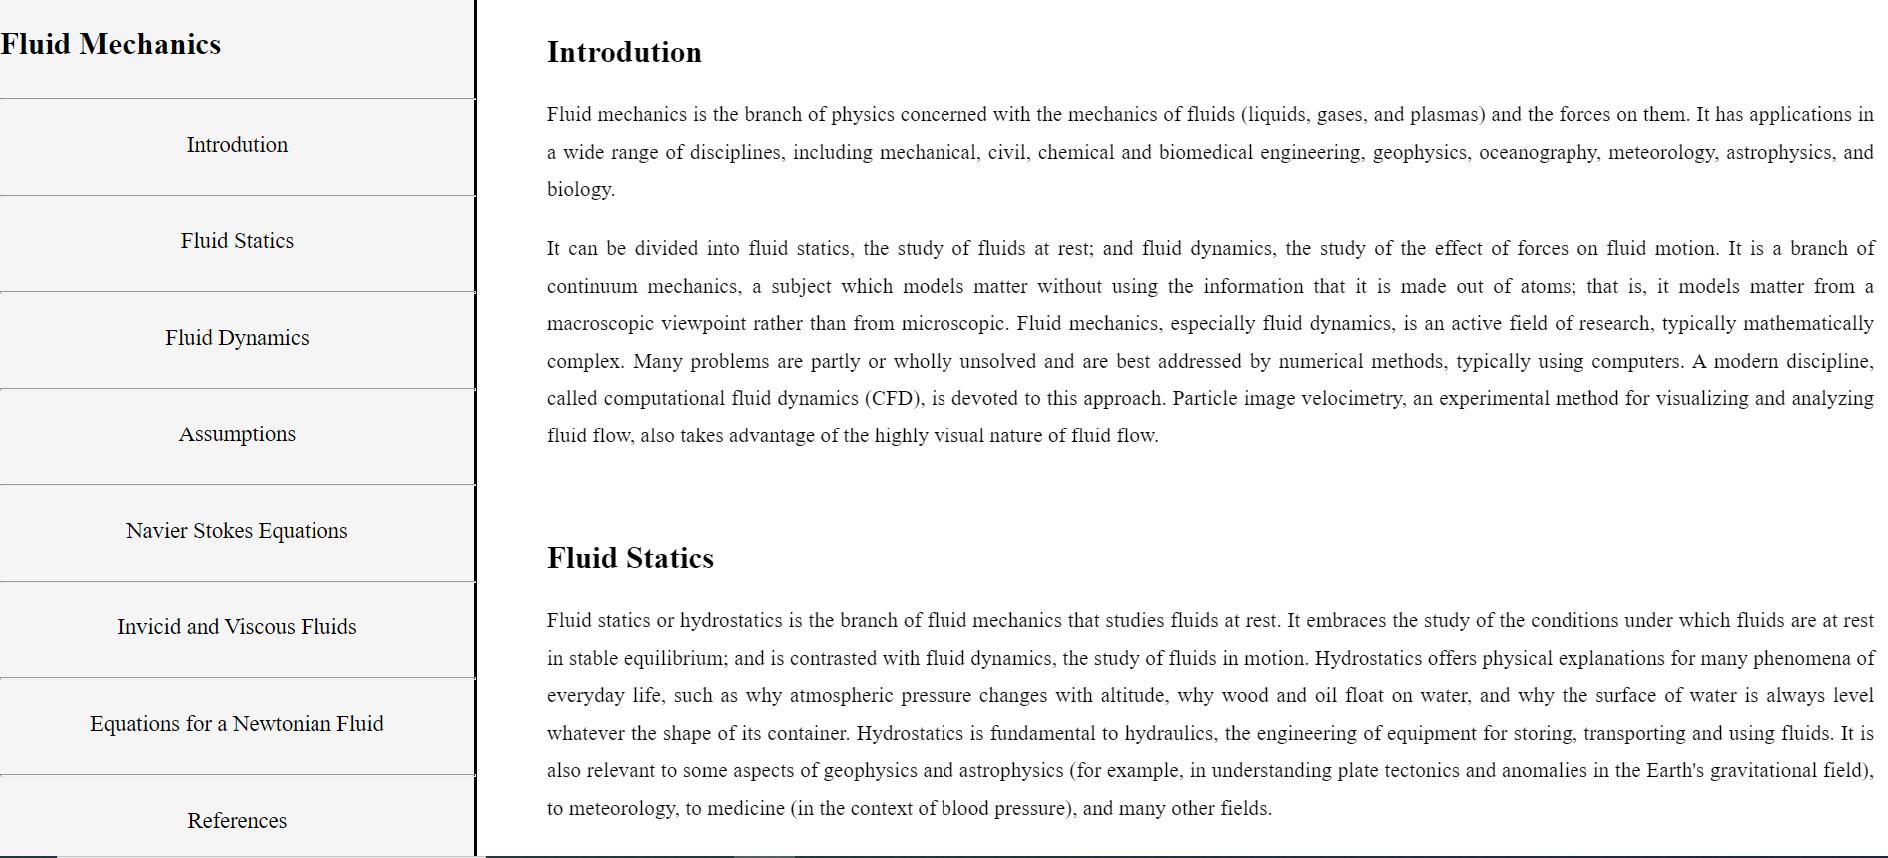 Fluid Mechanics
Introdution
Fluid Statics
Fluid Dynamics
Assumptions
Navier Stokes Equations
Invicid and Viscous Fluids
Equations for a Newtonian Fluid
References
Introdution
Fluid mechanics is the branch of physics concerned with the mechanics of fluids (liquids, gases, and plasmas) and the forces on them. It has applications in
a wide range of disciplines, including mechanical, civil, chemical and biomedical engineering, geophysics, oceanography, meteorology, astrophysics, and
biology.
It can be divided into fluid statics, the study of fluids at rest; and fluid dynamics, the study of the effect of forces on fluid motion. It is a branch of
continuum mechanics, a subject which models matter without using the information that it is made out of atoms; that is, it models matter from a
macroscopic viewpoint rather than from microscopic. Fluid mechanics, especially fluid dynamics, is an active field of research, typically mathematically
complex. Many problems are partly or wholly unsolved and are best addressed by numerical methods, typically using computers. A modern discipline,
called computational fluid dynamics (CFD), is devoted to this approach. Particle image velocimetry, an experimental method for visualizing and analyzing
fluid flow, also takes advantage of the highly visual nature of fluid flow.
Fluid Statics
Fluid statics or hydrostatics is the branch of fluid mechanics that studies fluids at rest. It embraces the study of the conditions under which fluids are at rest
in stable equilibrium; and is contrasted with fluid dynamics, the study of fluids in motion. Hydrostatics offers physical explanations for many phenomena of
everyday life, such as why atmospheric pressure changes with altitude, why wood and oil float on water, and why the surface of water is always level
whatever the shape of its container. Hydrostatics is fundamental to hydraulics, the engineering of equipment for storing, transporting and using fluids. It is
also relevant to some aspects of geophysics and astrophysics (for example, in understanding plate tectonics and anomalies in the Earth's gravitational field),
to meteorology, to medicine (in the context of blood pressure), and many other fields.